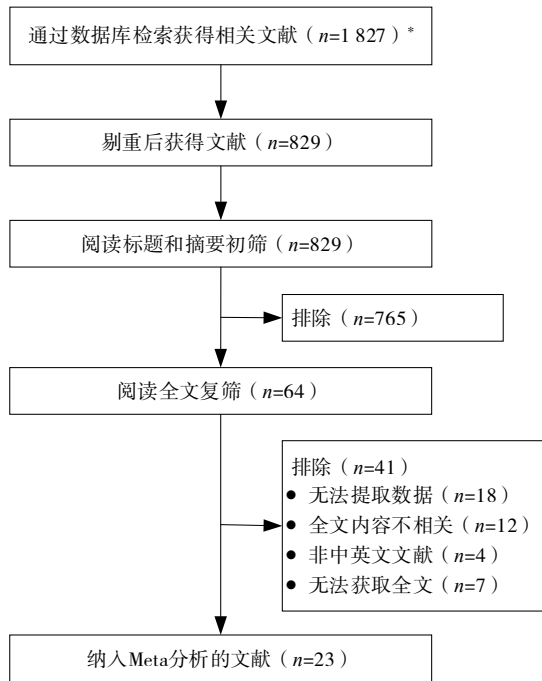 通过数据库检索获得相关文献（n=1 827）*
剔重后获得文献（n=829）
阅读标题和摘要初筛（n=829）
排除（n=765）
阅读全文复筛（n=64）
排除（n=41）
● 无法提取数据（n=18）
● 全文内容不相关（n=12）
● 非中英文文献（n=4）
● 无法获取全文（n=7）
纳入Meta分析的文献（n=23）